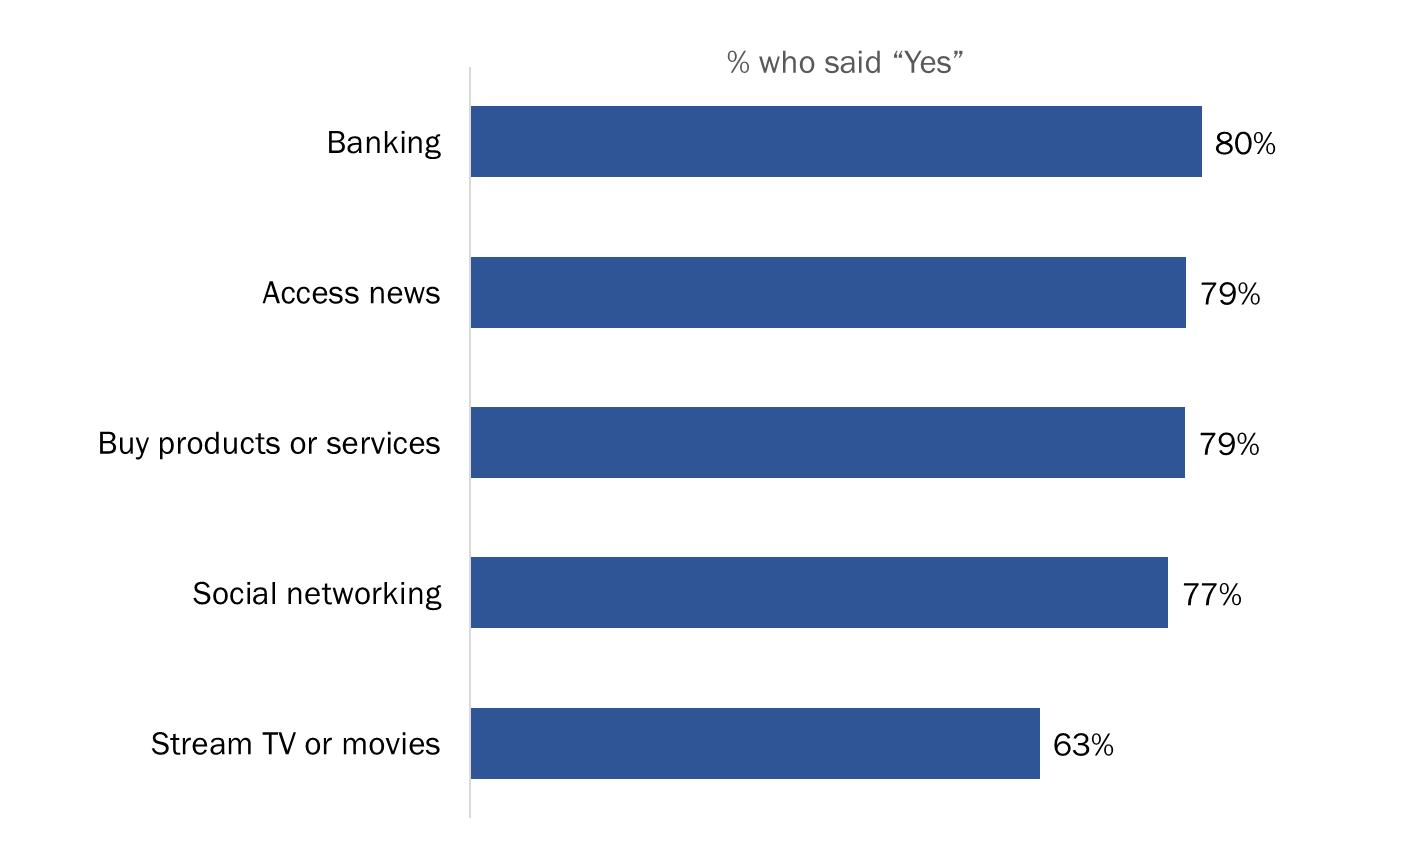 % who said “Yes”
Banking 80%
Access news 79%
Buy products or services 79%
Social networking 77%
Stream TV or movies 63%